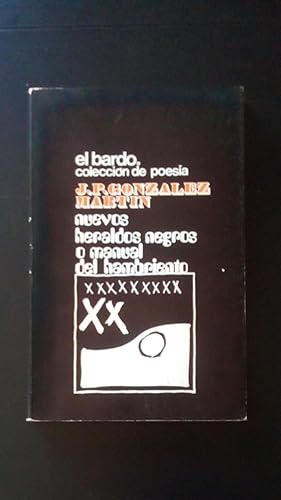 el bardo,
colección de poesía
J.P. GONZALEZ
MARTIN
nuevos
heraldos negros
o manual
del hambriento
XXXXXXXXX
Xx